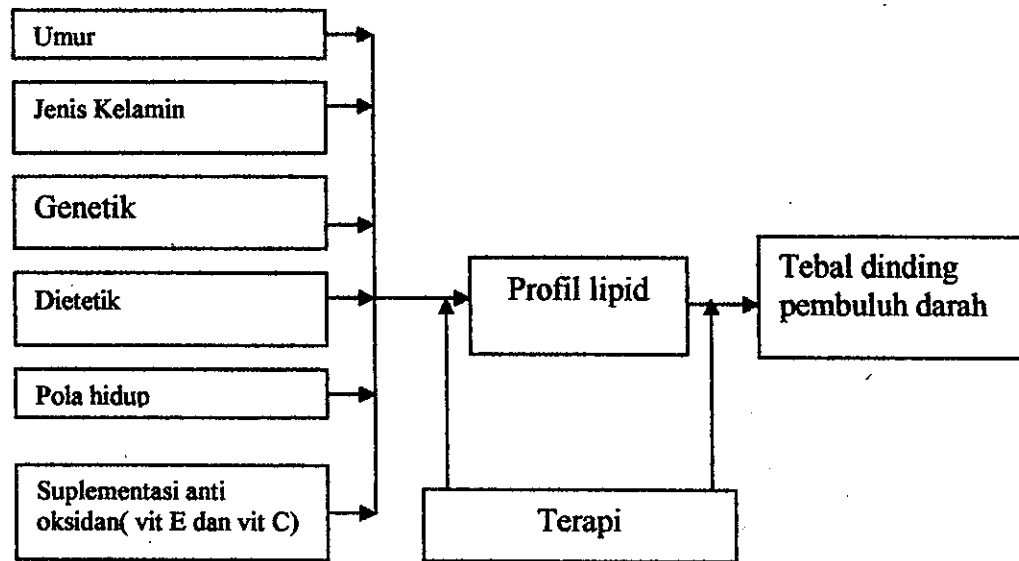 Umur
Jenis Kelamin
Genetik
Dietetik
Pola hidup
Suplementasi anti
oksidan( vit E dan vit C)
Profil lipid
Terapi
Tebal dinding
pembuluh darah